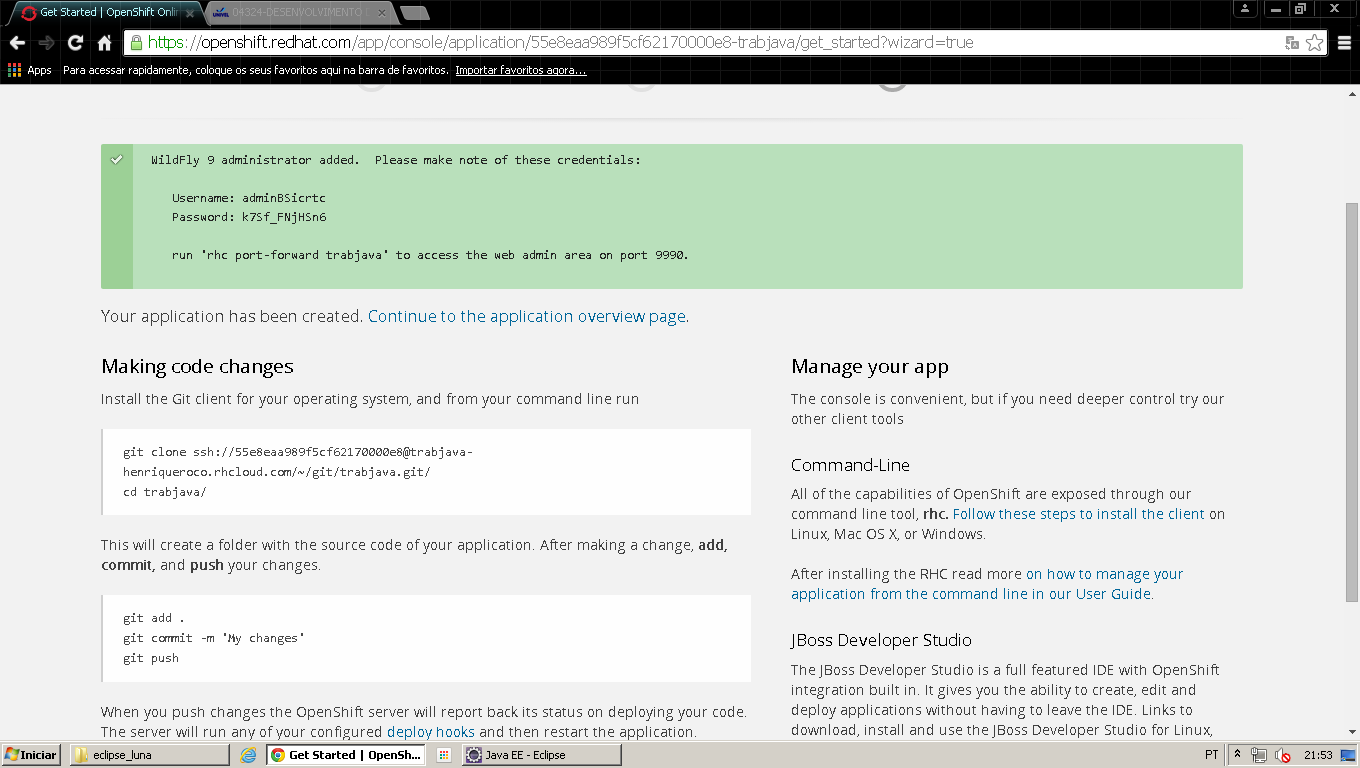 Get Started | OpenShift Onli
04324-DESENVOLVIMENTO
https://openshift.redhat.com/app/console/application/55e8eaa989f5cf62170000e8-trabjava/get_started?wizard=true
Apps Para acessar rapidamente, coloque os seus favoritos aqui na barra de favoritos. Importar favoritos agora...
WildFly 9 administrator added. Please make note of these credentials:
Username: adminBSicrtc
Password: k7Sf_FNjHSn6
run 'rhc port-forward trabjava' to access the web admin area on port 9990.
Your application has been created. Continue to the application overview page.
Making code changes
Install the Git client for your operating system, and from your command line run
git clone ssh://55e8eaa989f5cf62170000e8@trabjava-
henriqueroco.rhcloud.com/~/git/trabjava.git/
cd trabjava/
This will create a folder with the source code of your application. After making a change, add,
commit, and push your changes.
git add .
git commit -m 'My changes'
git push
When you push changes the OpenShift server will report back its status on deploying your code.
The server will run any of your configured deploy hooks and then restart the application.
Manage your app
The console is convenient, but if you need deeper control try our
other client tools
Command-Line
All of the capabilities of OpenShift are exposed through our
command line tool, rhc. Follow these steps to install the client on
Linux, Mac OS X, or Windows.
After installing the RHC read more on how to manage your
application from the command line in our User Guide.
JBoss Developer Studio
The JBoss Developer Studio is a full featured IDE with OpenShift
integration built in. It gives you the ability to create, edit and
deploy applications without having to leave the IDE. Links to
download, install and use the JBoss Developer Studio for Linux,
Iniciar
eclipse_luna
Get Started | OpenSh...
Java EE - Eclipse
PT
21:53